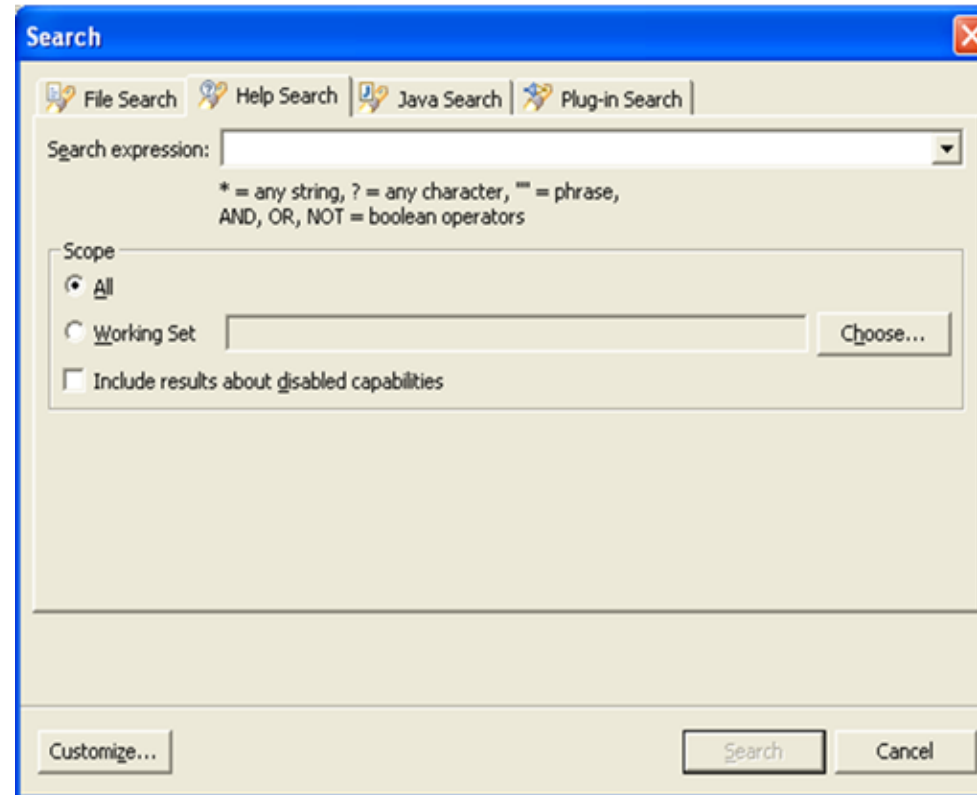 Search
File Search Help Search Java Search Plug-in Search
Search expression:
* = any string, ? = any character, "" = phrase,
AND, OR, NOT = boolean operators
Scope
All
Working Set Choose...
Include results about disabled capabilities
Customize... Search Cancel